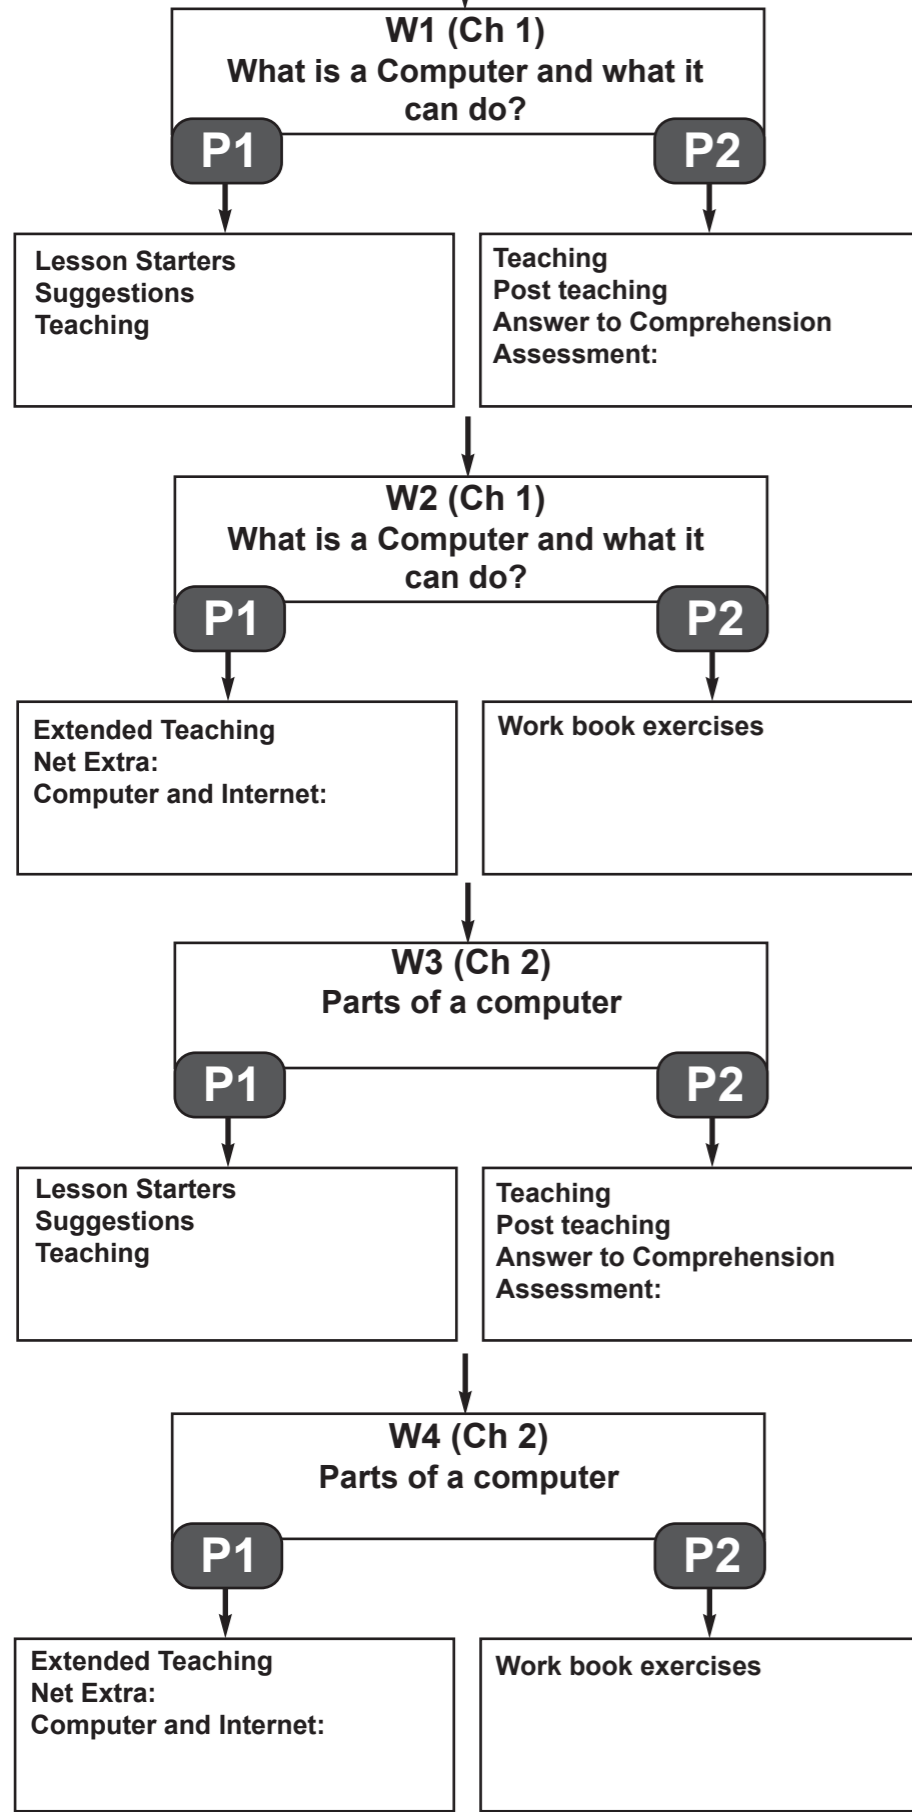 W1 (Ch 1)
What is a Computer and what it
can do?
P1
P2
Lesson Starters
Suggestions
Teaching
Teaching
Post teaching
Answer to Comprehension
Assessment:
W2 (Ch 1)
What is a Computer and what it
can do?
P1
P2
Extended Teaching
Net Extra:
Computer and Internet:
Work book exercises
W3 (Ch 2)
Parts of a computer
P1
P2
Lesson Starters
Suggestions
Teaching
Teaching
Post teaching
Answer to Comprehension
Assessment:
W4 (Ch 2)
Parts of a computer
P1
P2
Extended Teaching
Net Extra:
Computer and Internet:
Work book exercises